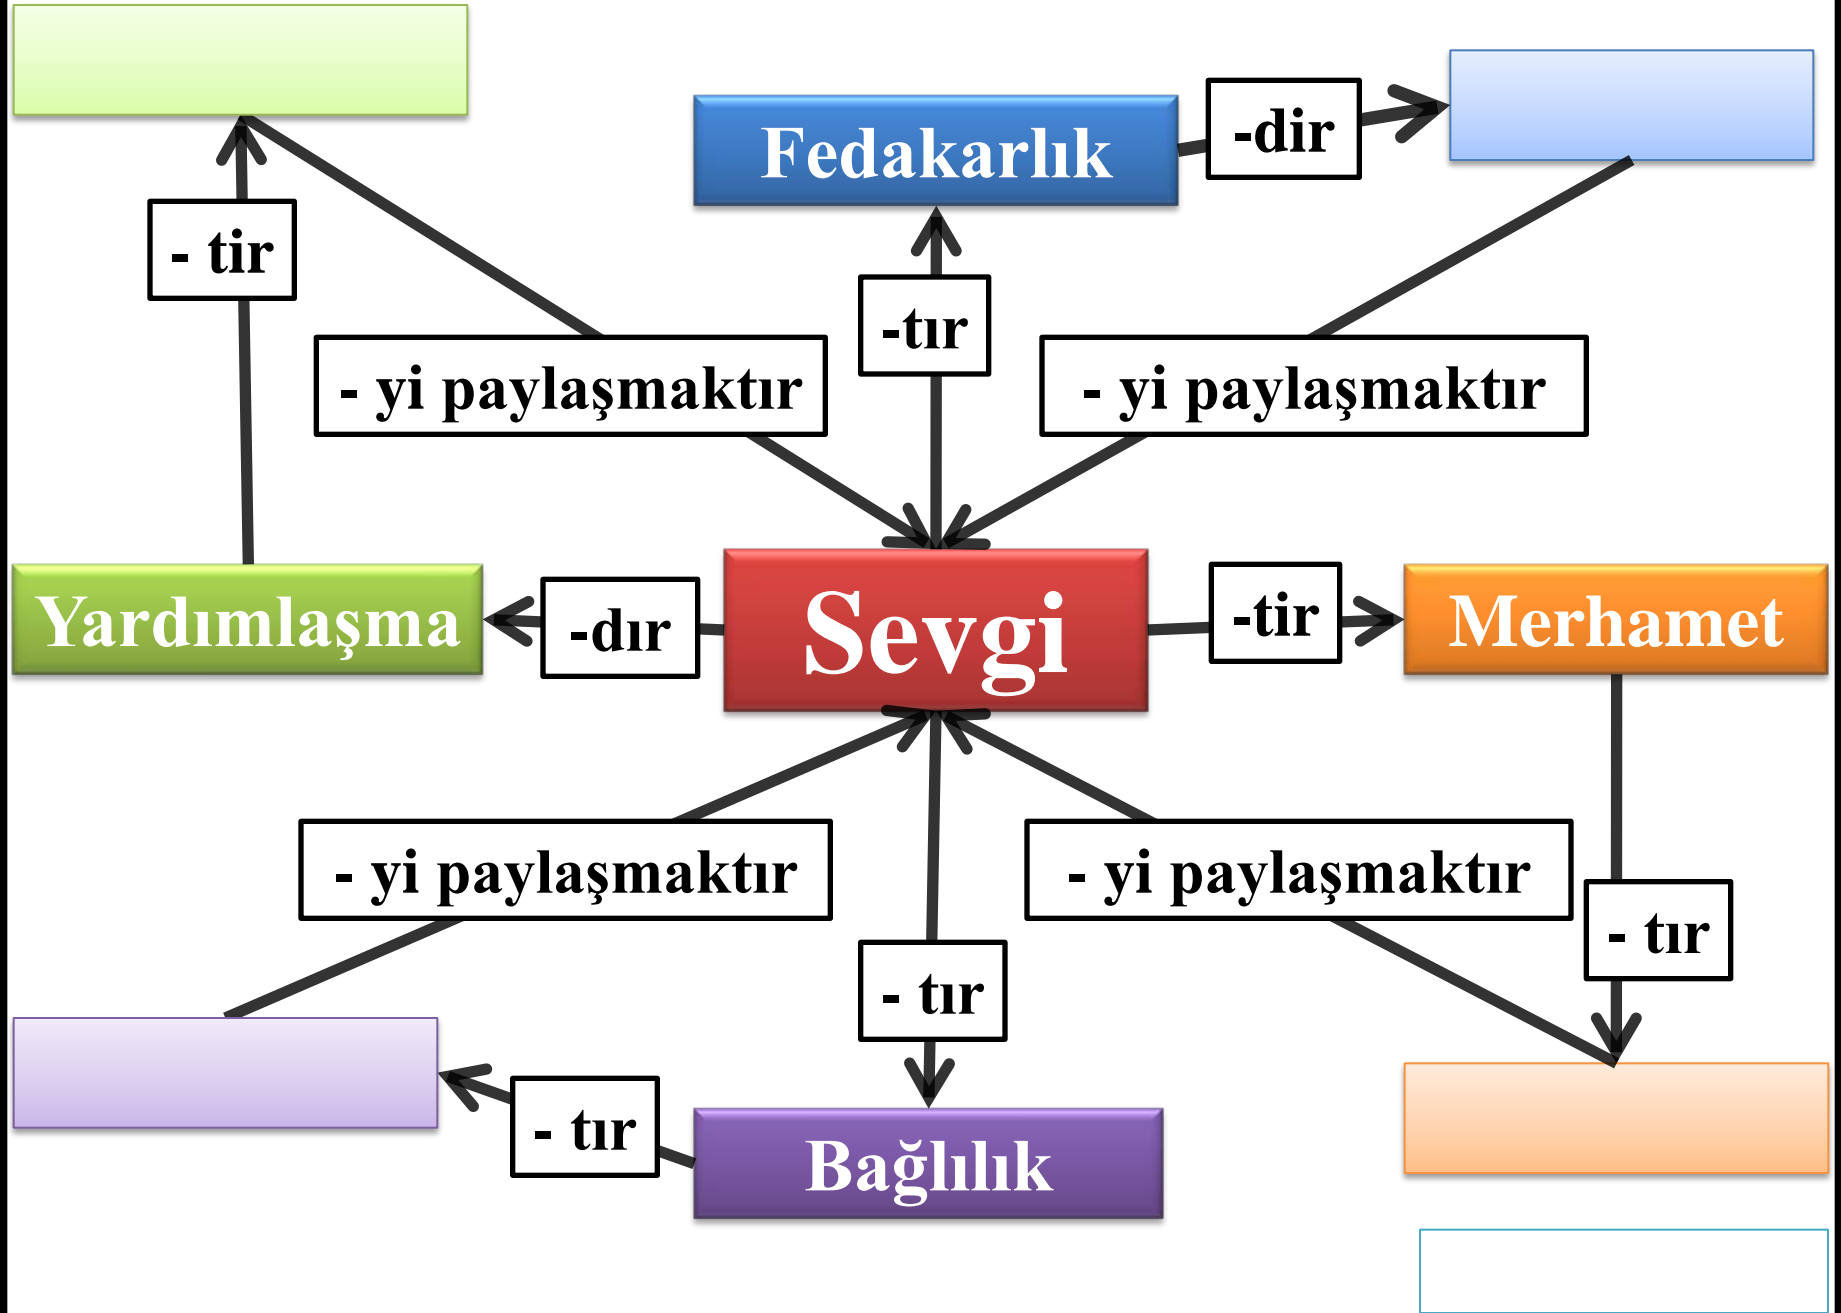 Fedakarlık
-dir
- tir
-tır
- yi paylaşmaktır
- yi paylaşmaktır
Yardımlaşma
-dır
Sevgi
-tir
Merhamet
- yi paylaşmaktır
- yi paylaşmaktır
- tır
- tır
- tır
Bağlılık